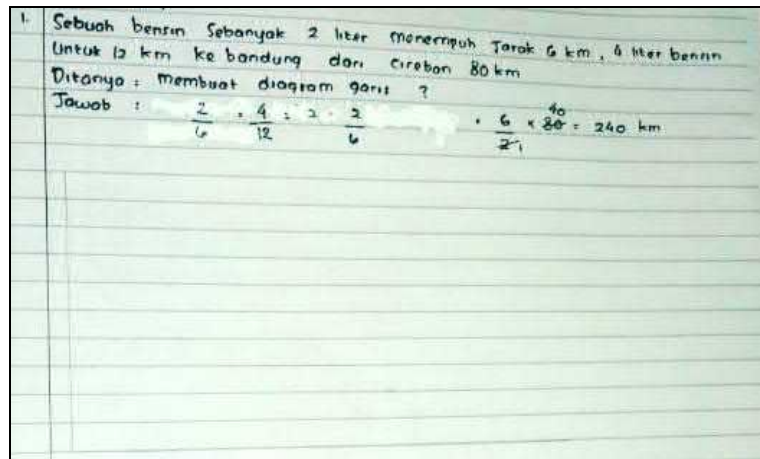 1. Sebuah bensin Sebanyak 2 liter menempuh Jarak 6 km, 4 liter bensin
Untuk 12 km ke bandung dari cirebon 80 km
Ditanya : membuat diagram garis ?
Jawab : 2/6 . 4/12 : 2 . 2/6 . 6/2 1 x 80 40 = 240 km